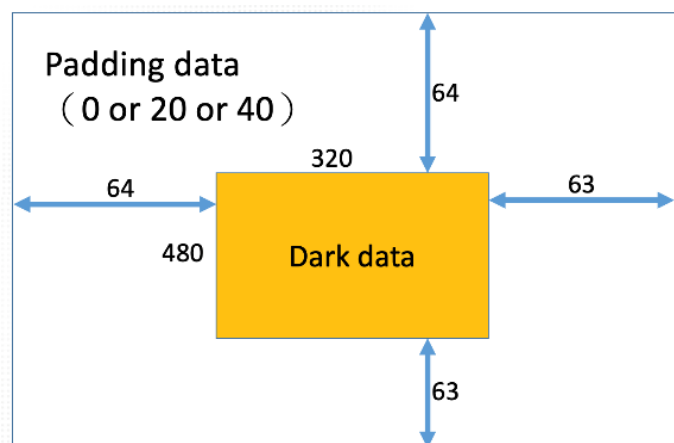 Padding data
（0 or 20 or 40）
64
320
64
63
480
Dark data
63